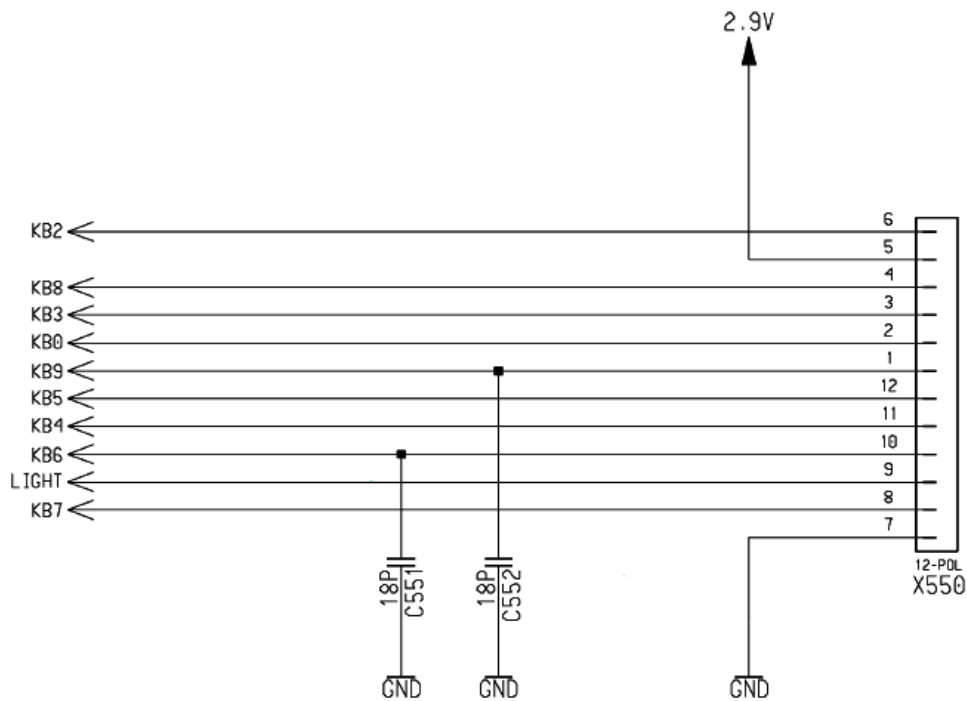 2.9V
KB2 6
5
KB8 4
KB3 3
KB0 2
KB9 1
KB5 12
KB4 11
KB6 10
LIGHT 9
KB7 8
7
12-POL
X550
18P
C551
18P
C552
GND
GND
GND